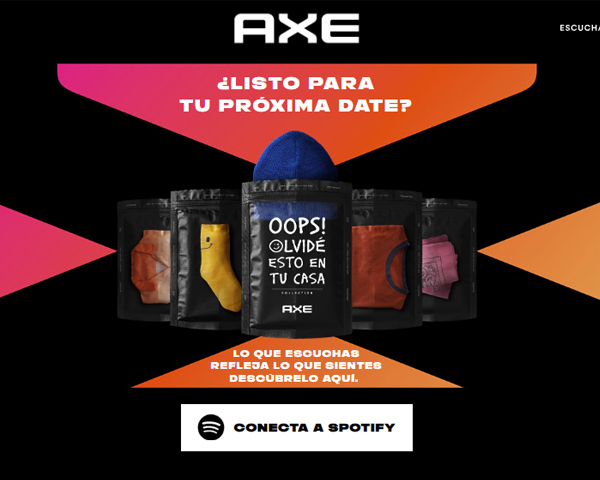 AXE
ESCUCHA
¿LISTO PARA
TU PRÓXIMA DATE?
OOPS!
OLVIDÉ
ESTO EN
TU CASA
COLLECTION
AXE
LO QUE ESCUCHAS
REFLEJA LO QUE SIENTES
DESCÚBRELO AQUÍ.
CONECTA A SPOTIFY